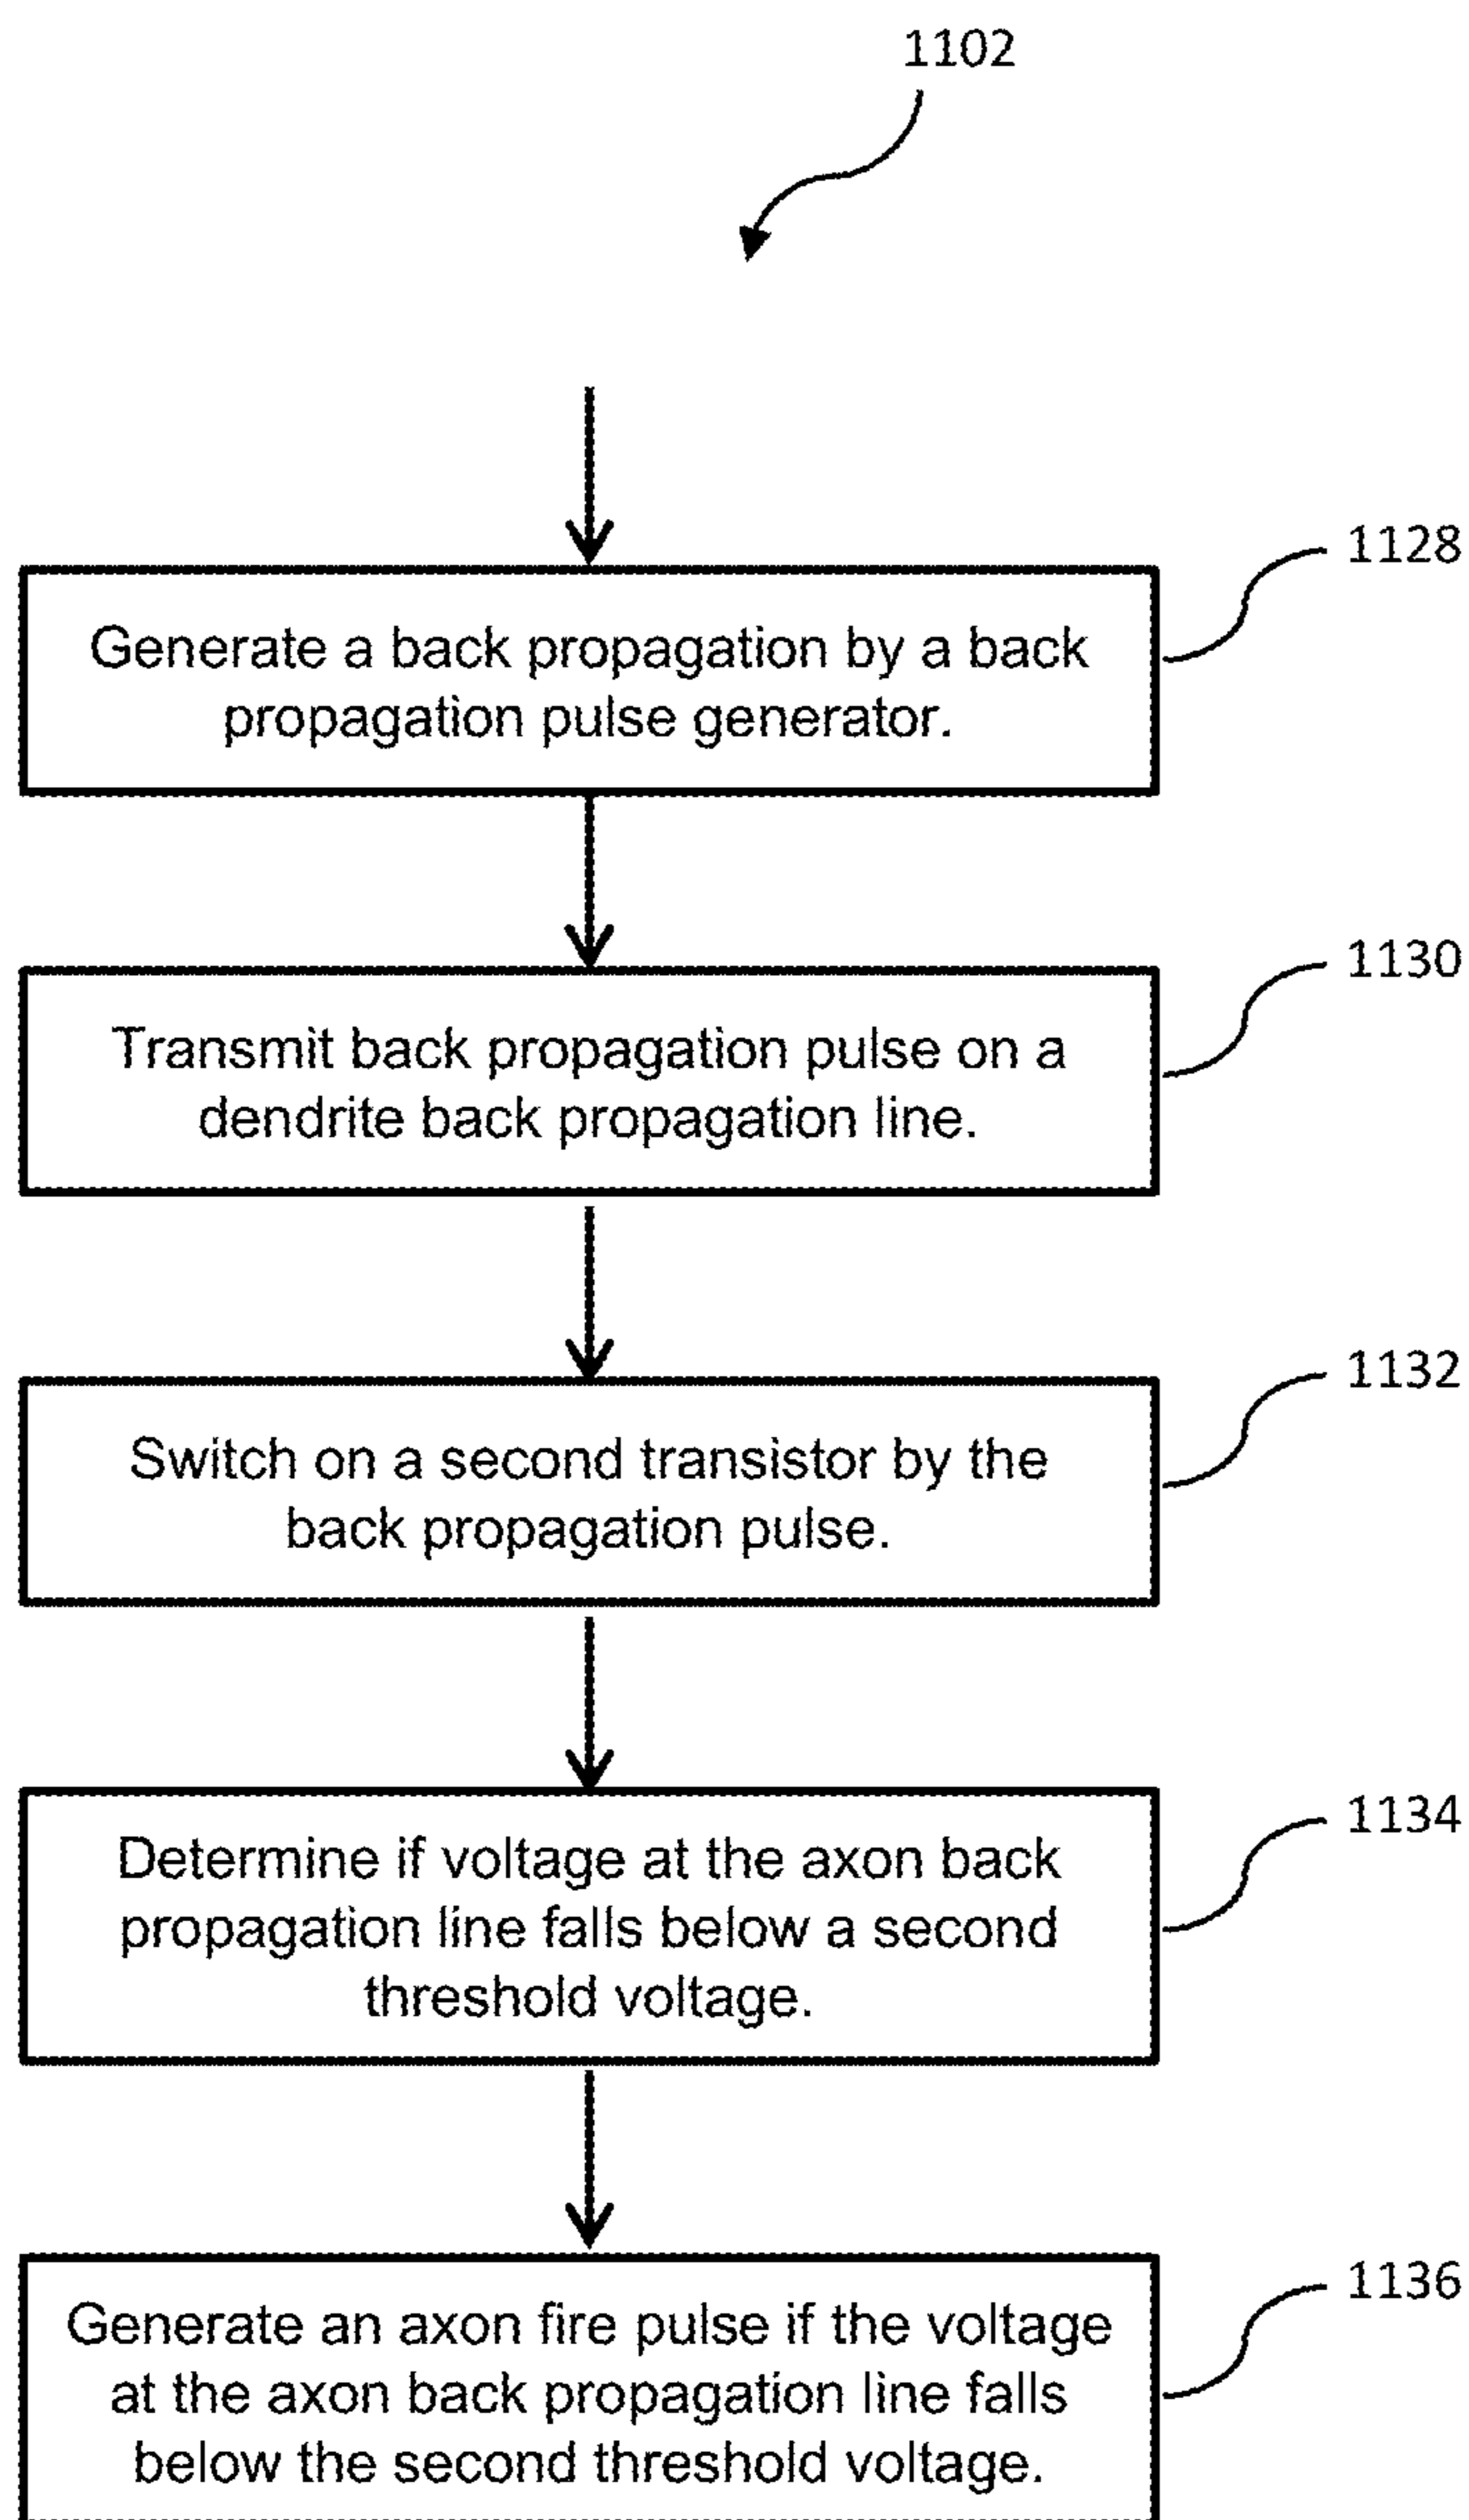 1102
1128
Generate a back propagation by a back
propagation pulse generator.
1130
Transmit back propagation pulse on a
dendrite back propagation line.
1132
Switch on a second transistor by the
back propagation pulse.
1134
Determine if voltage at the axon back
propagation line falls below a second
threshold voltage.
1136
Generate an axon fire pulse if the voltage
at the axon back propagation line falls
below the second threshold voltage.